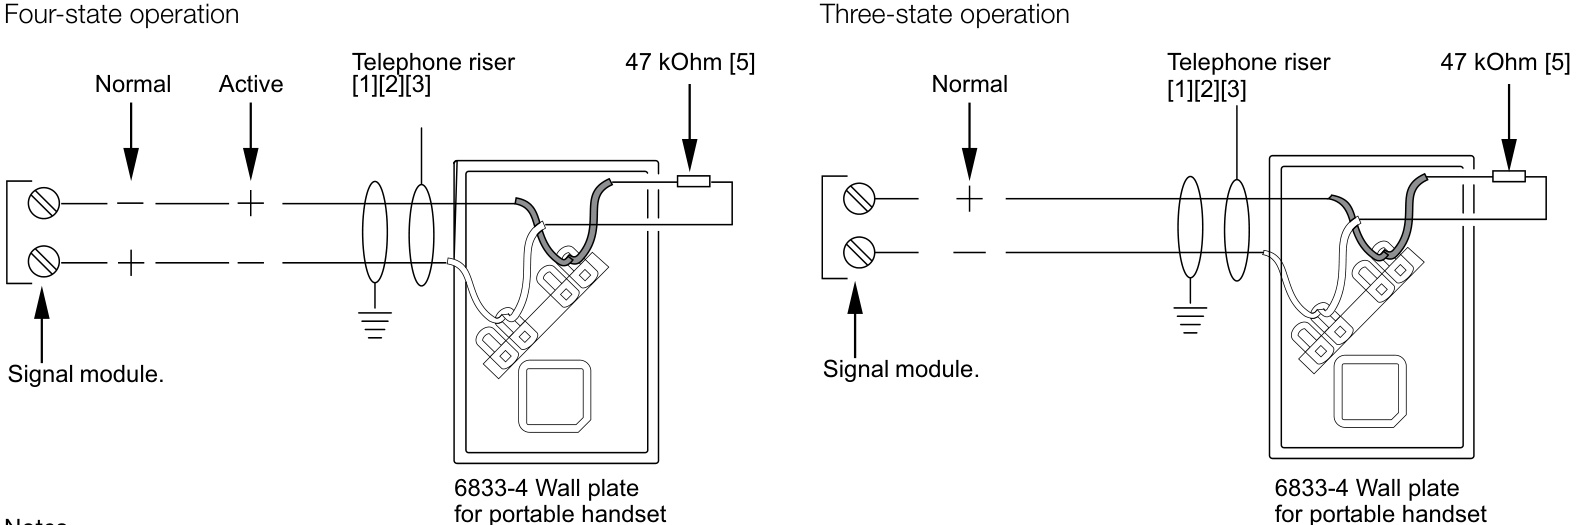 Four-state operation
Three-state operation
Telephone riser
[1][2][3]
47 kOhm [5]
Normal
Active
Telephone riser
[1][2][3]
47 kOhm [5]
Normal
Signal module.
Signal module.
6833-4 Wall plate
for portable handset
6833-4 Wall plate
for portable handset
Notes